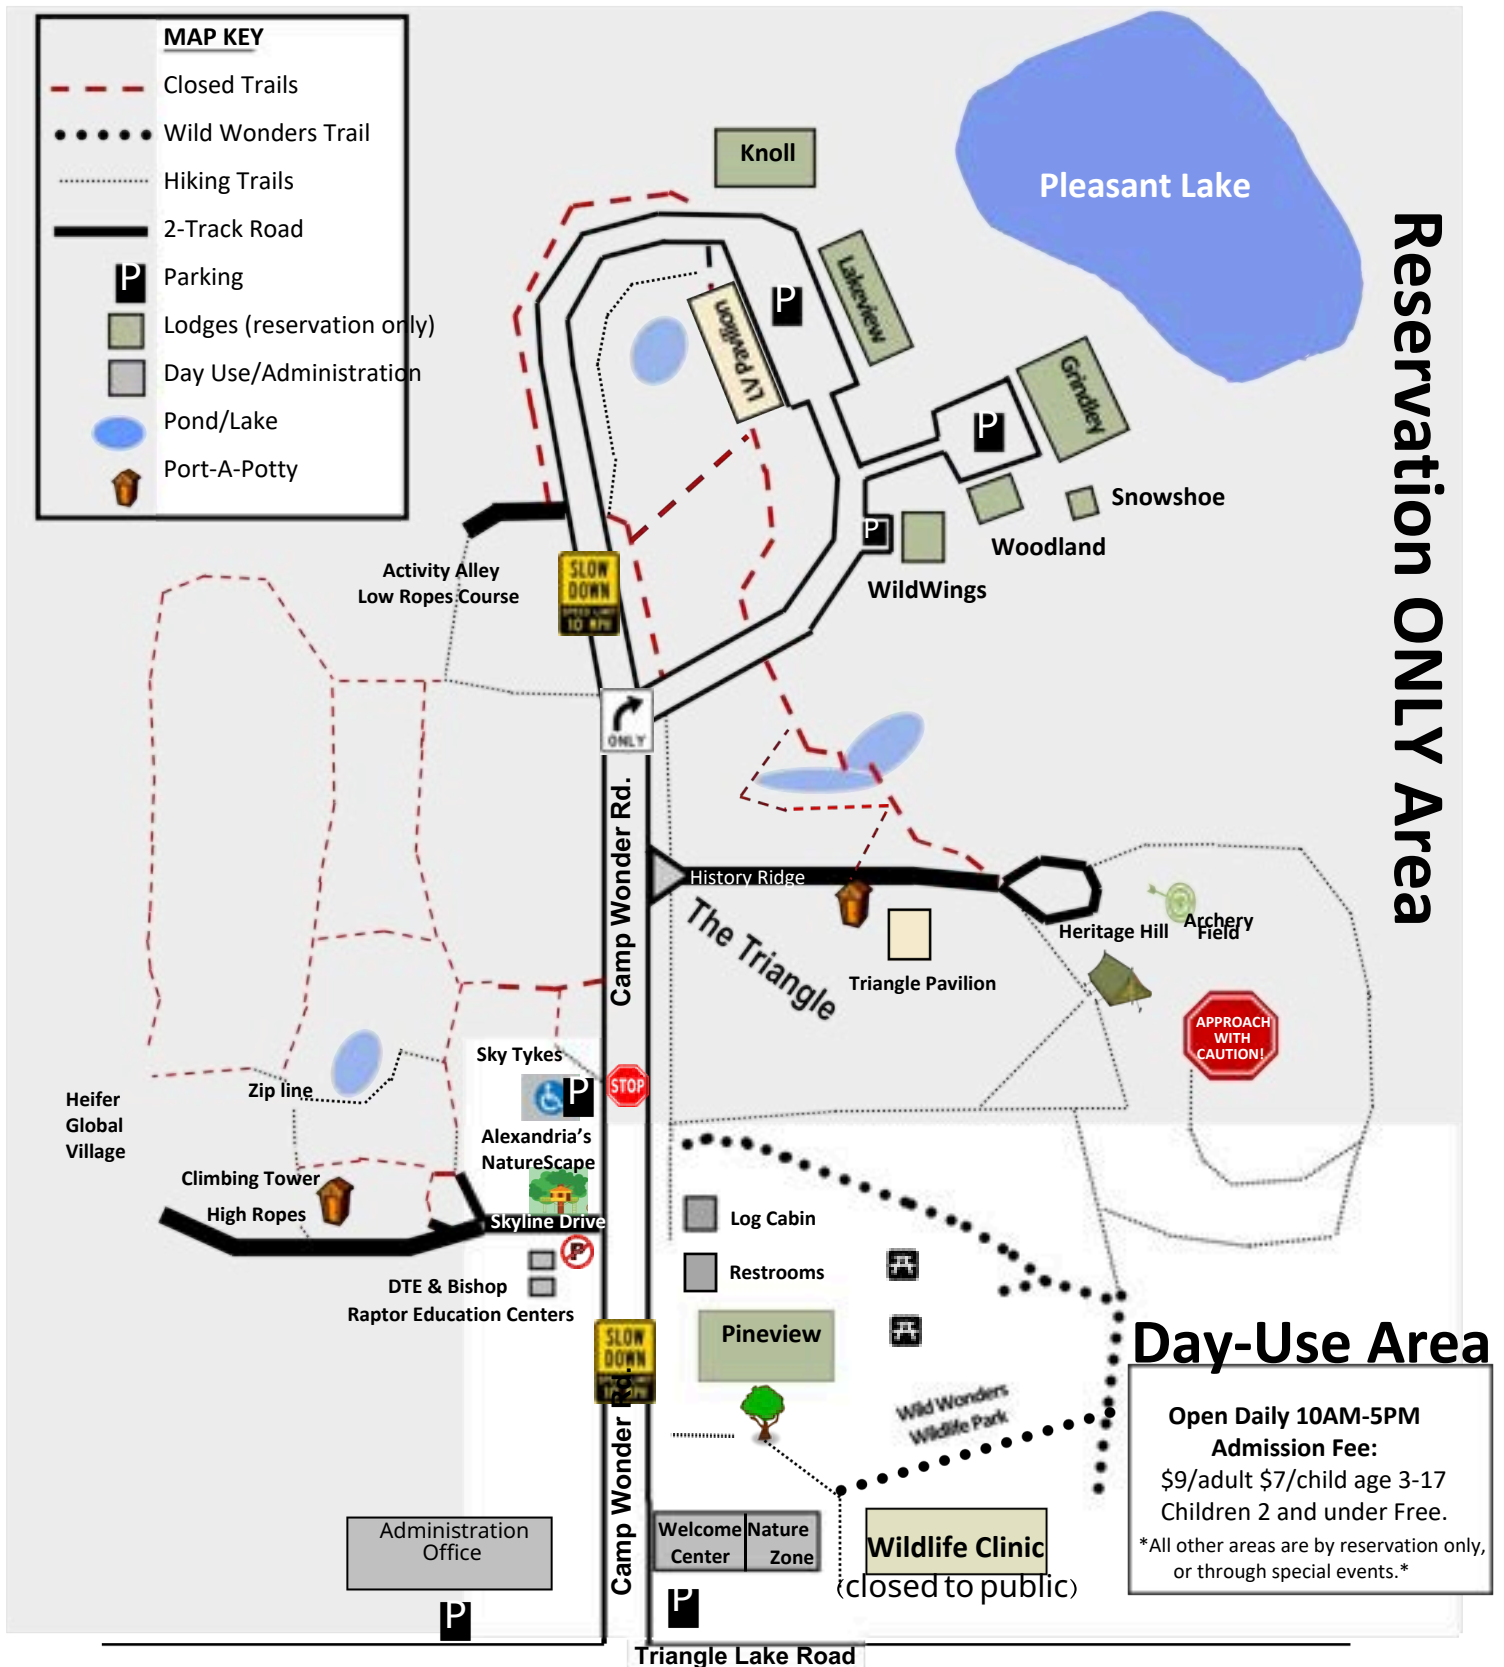 MAP KEY
Closed Trails
Wild Wonders Trail
Hiking Trails
2-Track Road
P
Parking
Lodges (reservation only)
Day Use/Administration
Pond/Lake
Port-A-Potty
Knoll
Pleasant Lake
Reservation ONLY Area
Lakeview
P
LV Pavilion
Grindley
P
Snowshoe
Woodland
P
WildWings
Activity Alley
Low Ropes Course
SLOW
DOWN
SPEED LIMIT
10 MPH
ONLY
Camp Wonder Rd.
History Ridge
The Triangle
Triangle Pavilion
Heritage Hill
Archery
Field
APPROACH
WITH
CAUTION!
Sky Tykes
P
STOP
Zip line
Heifer
Global
Village
Alexandria's
NatureScape
Climbing Tower
High Ropes
Skyline Drive
P
DTE & Bishop
Raptor Education Centers
Log Cabin
Restrooms
Pineview
SLOW
DOWN
Camp Wonder Rd.
Wild Wonders
Wildlife Park
Day-Use Area
Open Daily 10AM-5PM
Admission Fee:
$9/adult $7/child age 3-17
Children 2 and under Free.
*All other areas are by reservation only,
or through special events.*
Administration
Office
P
Welcome
Center
Nature
Zone
P
Wildlife Clinic
(closed to public)
Triangle Lake Road